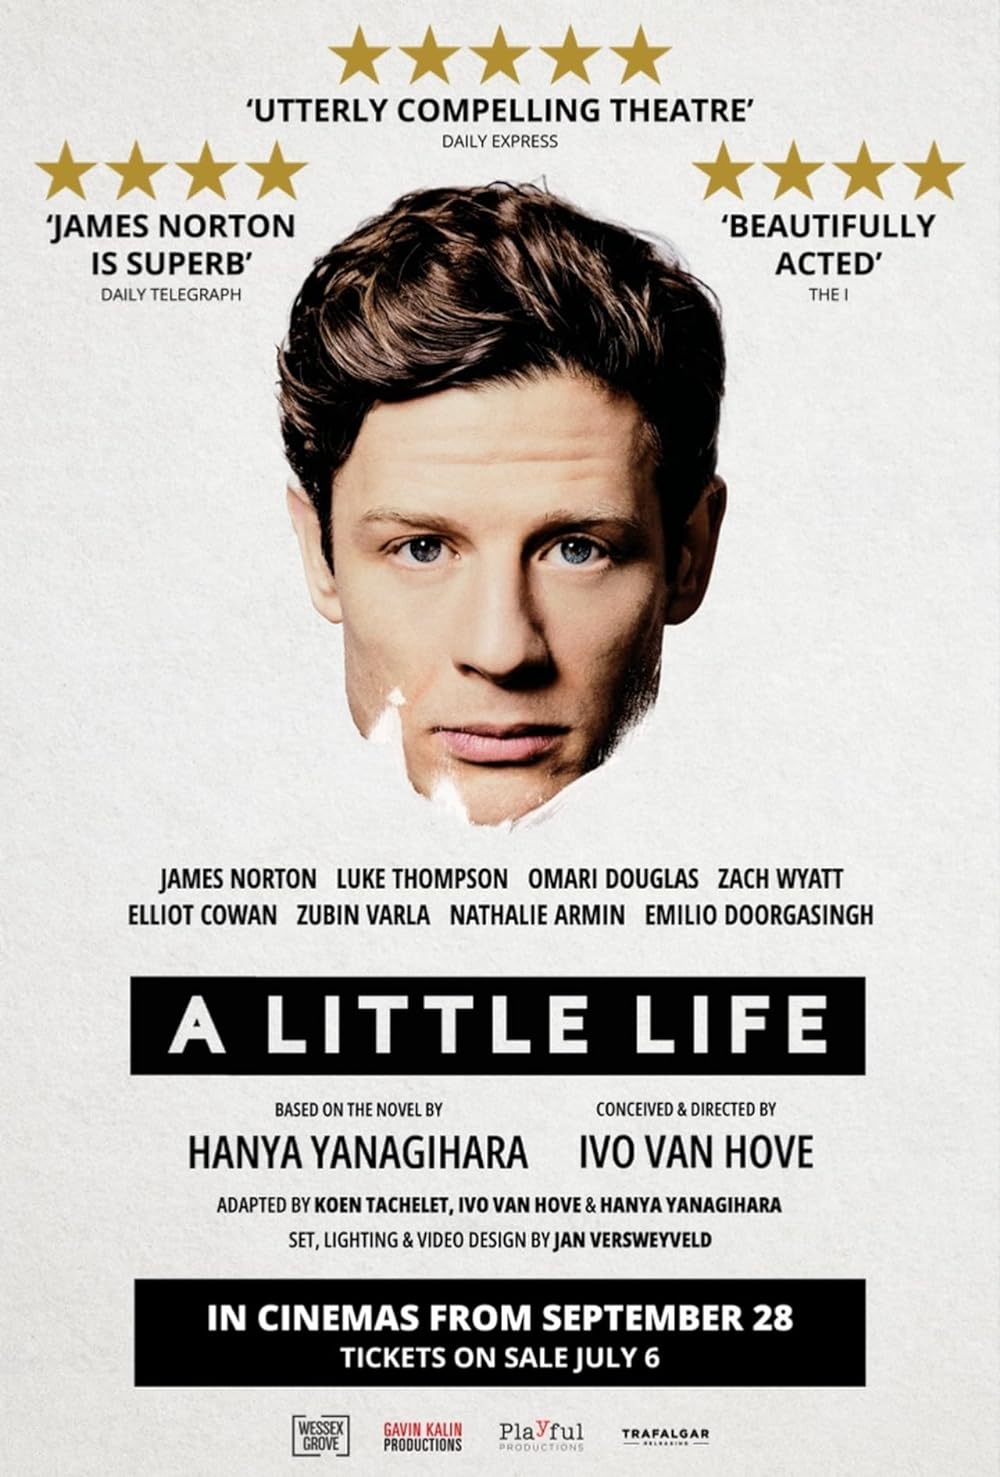 ‘UTTERLY COMPELLING THEATRE’
DAILY EXPRESS
‘JAMES NORTON
IS SUPERB’
DAILY TELEGRAPH
‘BEAUTIFULLY
ACTED’
THE I
JAMES NORTON LUKE THOMPSON OMARI DOUGLAS ZACH WYATT
ELLIOT COWAN ZUBIN VARLA NATHALIE ARMIN EMILIO DOORGASINGH
A LITTLE LIFE
BASED ON THE NOVEL BY
HANYA YANAGIHARA
CONCEIVED & DIRECTED BY
IVO VAN HOVE
ADAPTED BY KOEN TACHELET, IVO VAN HOVE & HANYA YANAGIHARA
SET, LIGHTING & VIDEO DESIGN BY JAN VERSWEYVELD
IN CINEMAS FROM SEPTEMBER 28
TICKETS ON SALE JULY 6
WESSEX
GROVE
GAVIN KALIN
PRODUCTIONS
Playful
PRODUCTIONS
TRAFALGAR
RELEASING